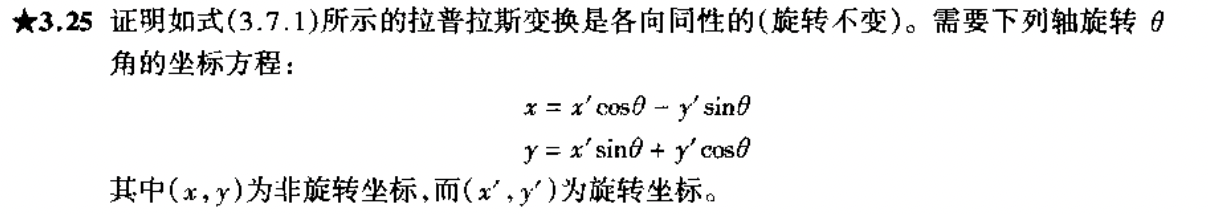 ★3.25 证明如式(3.7.1)所示的拉普拉斯变换是各向同性的(旋转不变)。需要下列轴旋转 θ
角的坐标方程:
x = x′cosθ − y′sinθ
y = x′sinθ + y′cosθ
其中(x,y)为非旋转坐标,而(x′,y′)为旋转坐标。